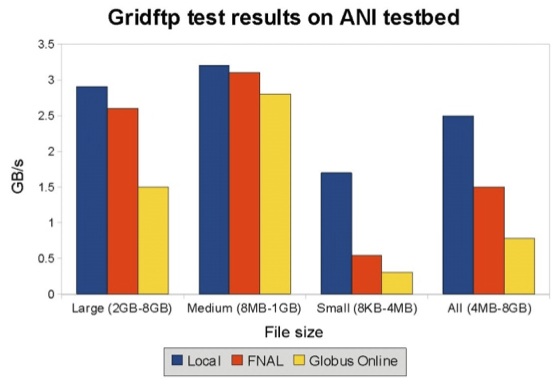 Gridftp test results on ANI testbed
3.5
3
2.5
2
1.5
1
0.5
0
GB/s
Large (2GB-8GB) Medium (8MB-1GB) Small (8KB-4MB) All (4MB-8GB)
File size
Local FNAL Globus Online